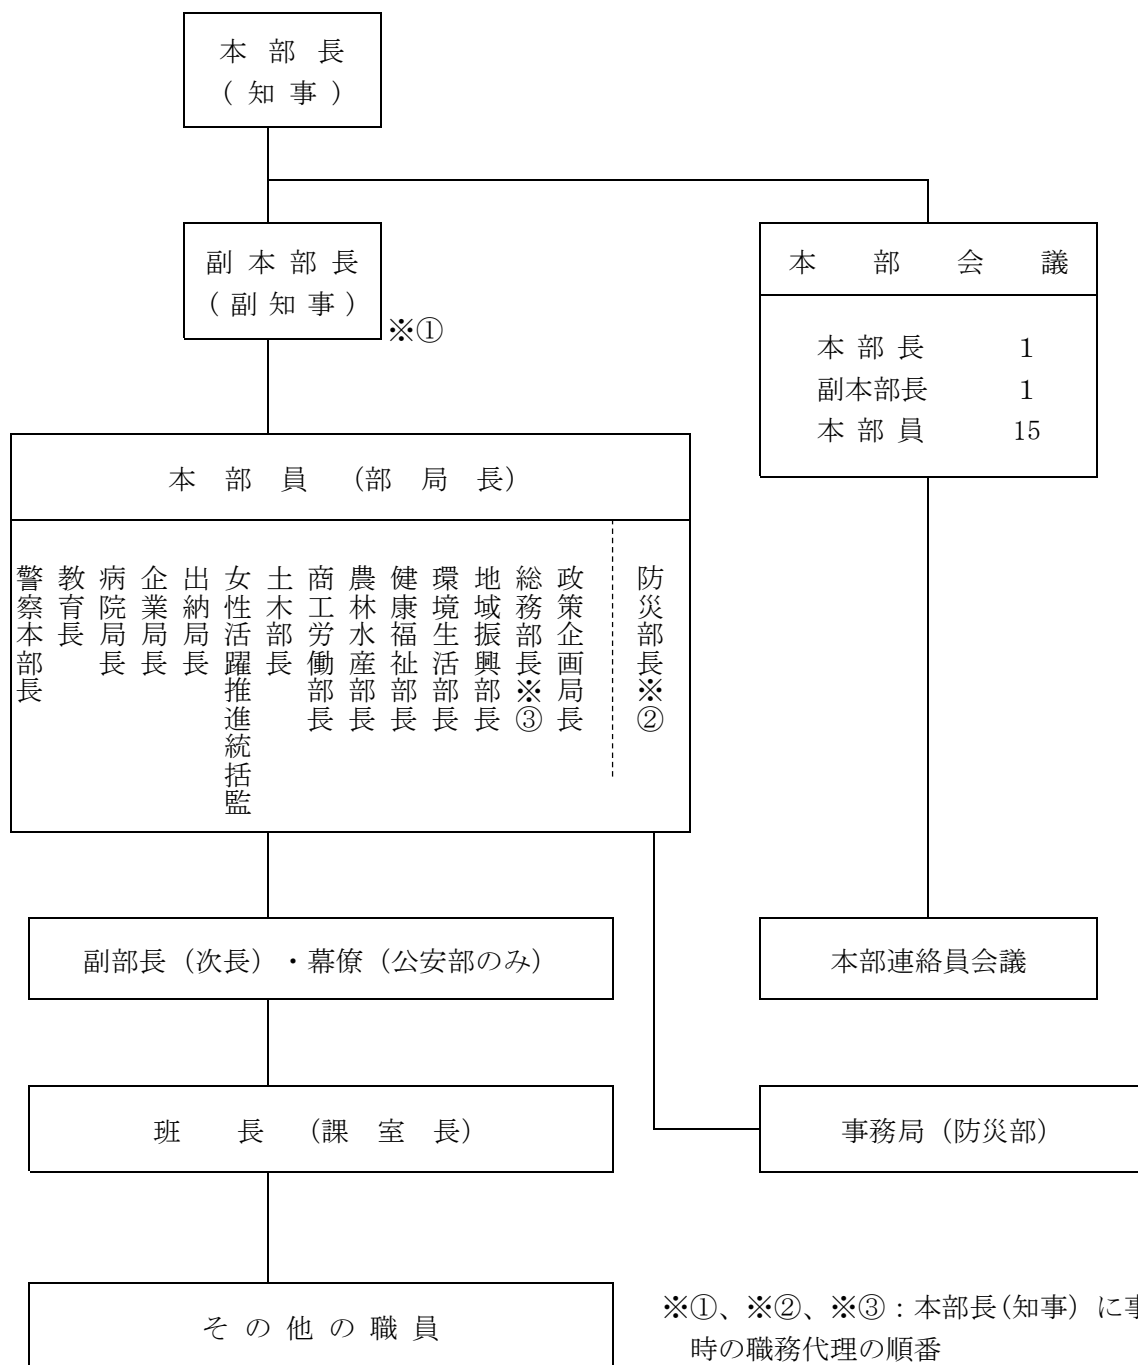 本部長
(知事)
副本部長
(副知事)
※①
本部会議
本部長 1
副本部長 1
本部員 15
本部員 (部局長)
防災部長※②
政策企画局長
総務部長※③
地域振興部長
環境生活部長
健康福祉部長
農林水産部長
商工労働部長
土木部長
女性活躍推進統括監
出納局長
企業局長
病院局長
教育長
警察本部長
副部長(次長)・幕僚(公安部のみ)
本部連絡員会議
班長 (課室長)
事務局(防災部)
その他の職員
※①、※②、※③:本部長(知事)に事
時の職務代理の順番